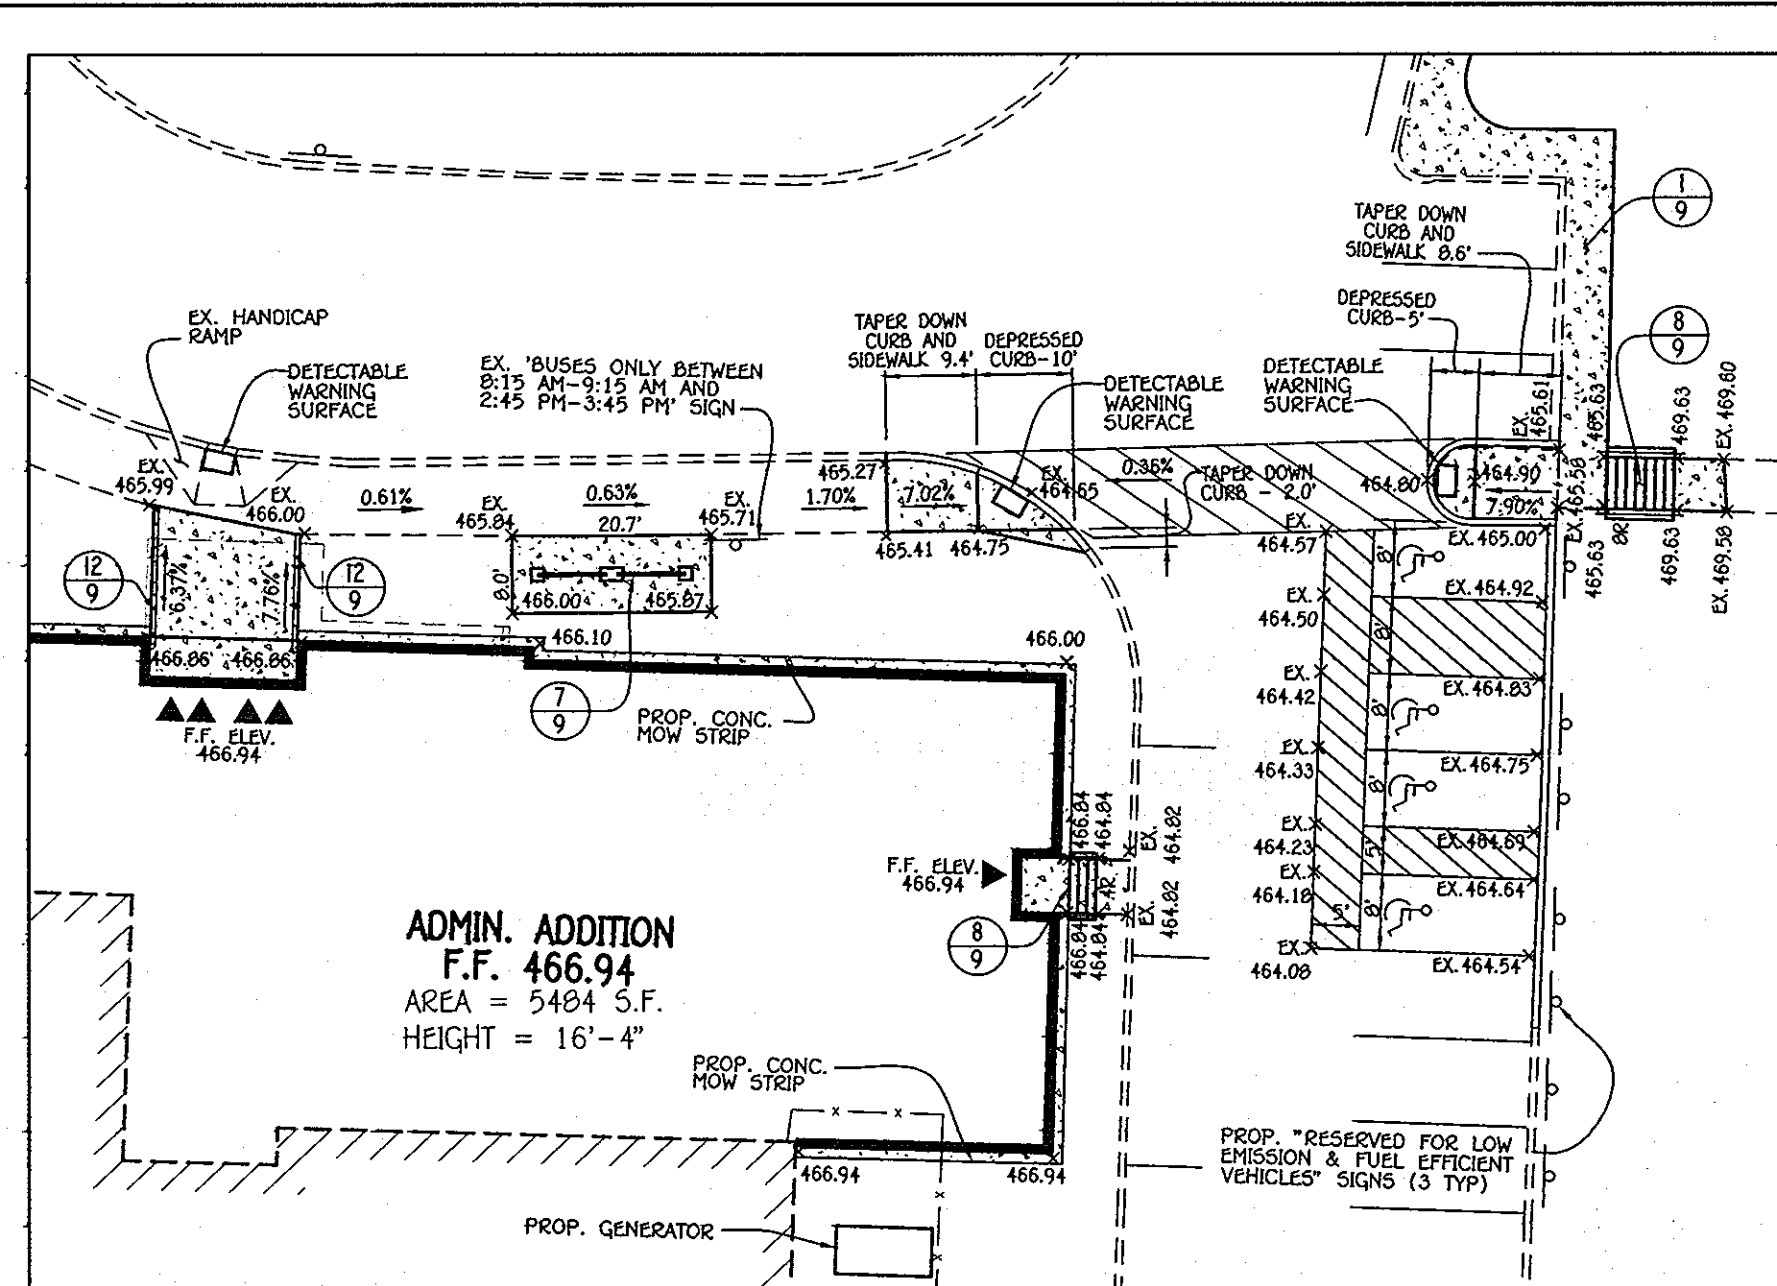 TAPER DOWN
CURB AND
SIDEWALK 8.6'
1
9
DEPRESSED
CURB-5'
8
9
EX. HANDICAP
RAMP
DETECTABLE
WARNING
SURFACE
EX. 'BUSES ONLY BETWEEN
8:15 AM-9:15 AM AND
2:45 PM-3:45 PM' SIGN
TAPER DOWN
CURB AND
SIDEWALK 9.4'
DEPRESSED
CURB-10'
DETECTABLE
WARNING
SURFACE
DETECTABLE
WARNING
SURFACE
EX.
465.61
465.63
469.63
EX. 469.80
EX.
465.99
EX.
466.00
0.61%
EX.
465.84
0.63%
20.7'
EX.
465.71
465.27
1.70%
7.02%
EX.
464.65
0.36%
TAPER DOWN
CURB - 2.0'
464.80
464.90
7.90%
EX. 465.58
465.41
464.75
EX.
464.57
EX. 465.00
465.63
8R
469.63
EX. 469.58
12
9
6.37%
7.76%
12
9
8.0'
466.00
465.87
8'
EX. 464.92
EX.
464.50
466.86
466.86
466.10
466.00
8'
EX.
464.42
EX. 464.83
F.F. ELEV.
466.94
7
9
PROP. CONC.
MOW STRIP
8'
EX.
464.33
EX. 464.75
8'
466.84
464.84
EX.
464.82
EX.
464.23
EX. 464.69
5'
F.F. ELEV.
466.94
4R
EX.
464.18
EX. 464.64
5'
8'
8
9
466.84
464.84
EX.
464.82
EX.
464.08
EX. 464.54
ADMIN. ADDITION
F.F. 466.94
AREA = 5484 S.F.
HEIGHT = 16'-4"
PROP. CONC.
MOW STRIP
466.94
466.94
PROP. "RESERVED FOR LOW
EMISSION & FUEL EFFICIENT
VEHICLES" SIGNS (3 TYP)
PROP. GENERATOR